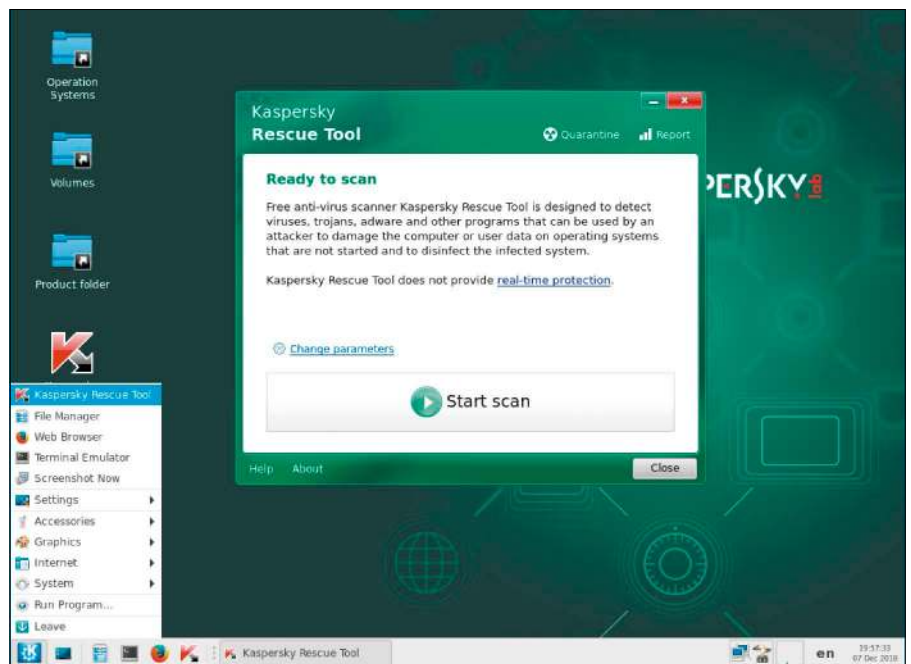 Operation
Systems
Volumes
Product folder
Kaspersky
Rescue Tool
Quarantine
Report
Ready to scan
Free anti-virus scanner Kaspersky Rescue Tool is designed to detect
viruses, trojans, adware and other programs that can be used by an
attacker to damage the computer or user data on operating systems
that are not started and to disinfect the infected system.
Kaspersky Rescue Tool does not provide real-time protection.
Change parameters
Start scan
Help About
Close
PERSKY lab
Kaspersky Rescue Tool
File Manager
Web Browser
Terminal Emulator
Screenshot Now
Settings
Accessories
Graphics
Internet
System
Run Program...
Leave
Kaspersky Rescue Tool
en
19:57:33
07 Dec 2018